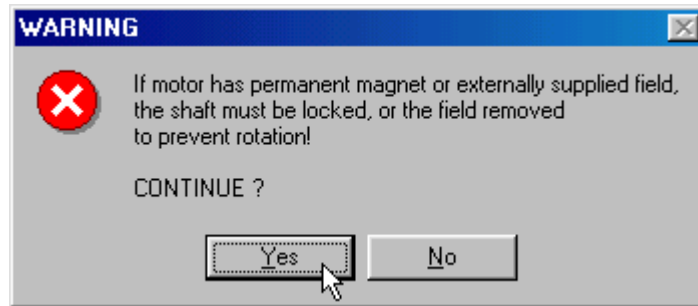 WARNING
If motor has permanent magnet or externally supplied field,
the shaft must be locked, or the field removed
to prevent rotation!
CONTINUE ?
Yes No